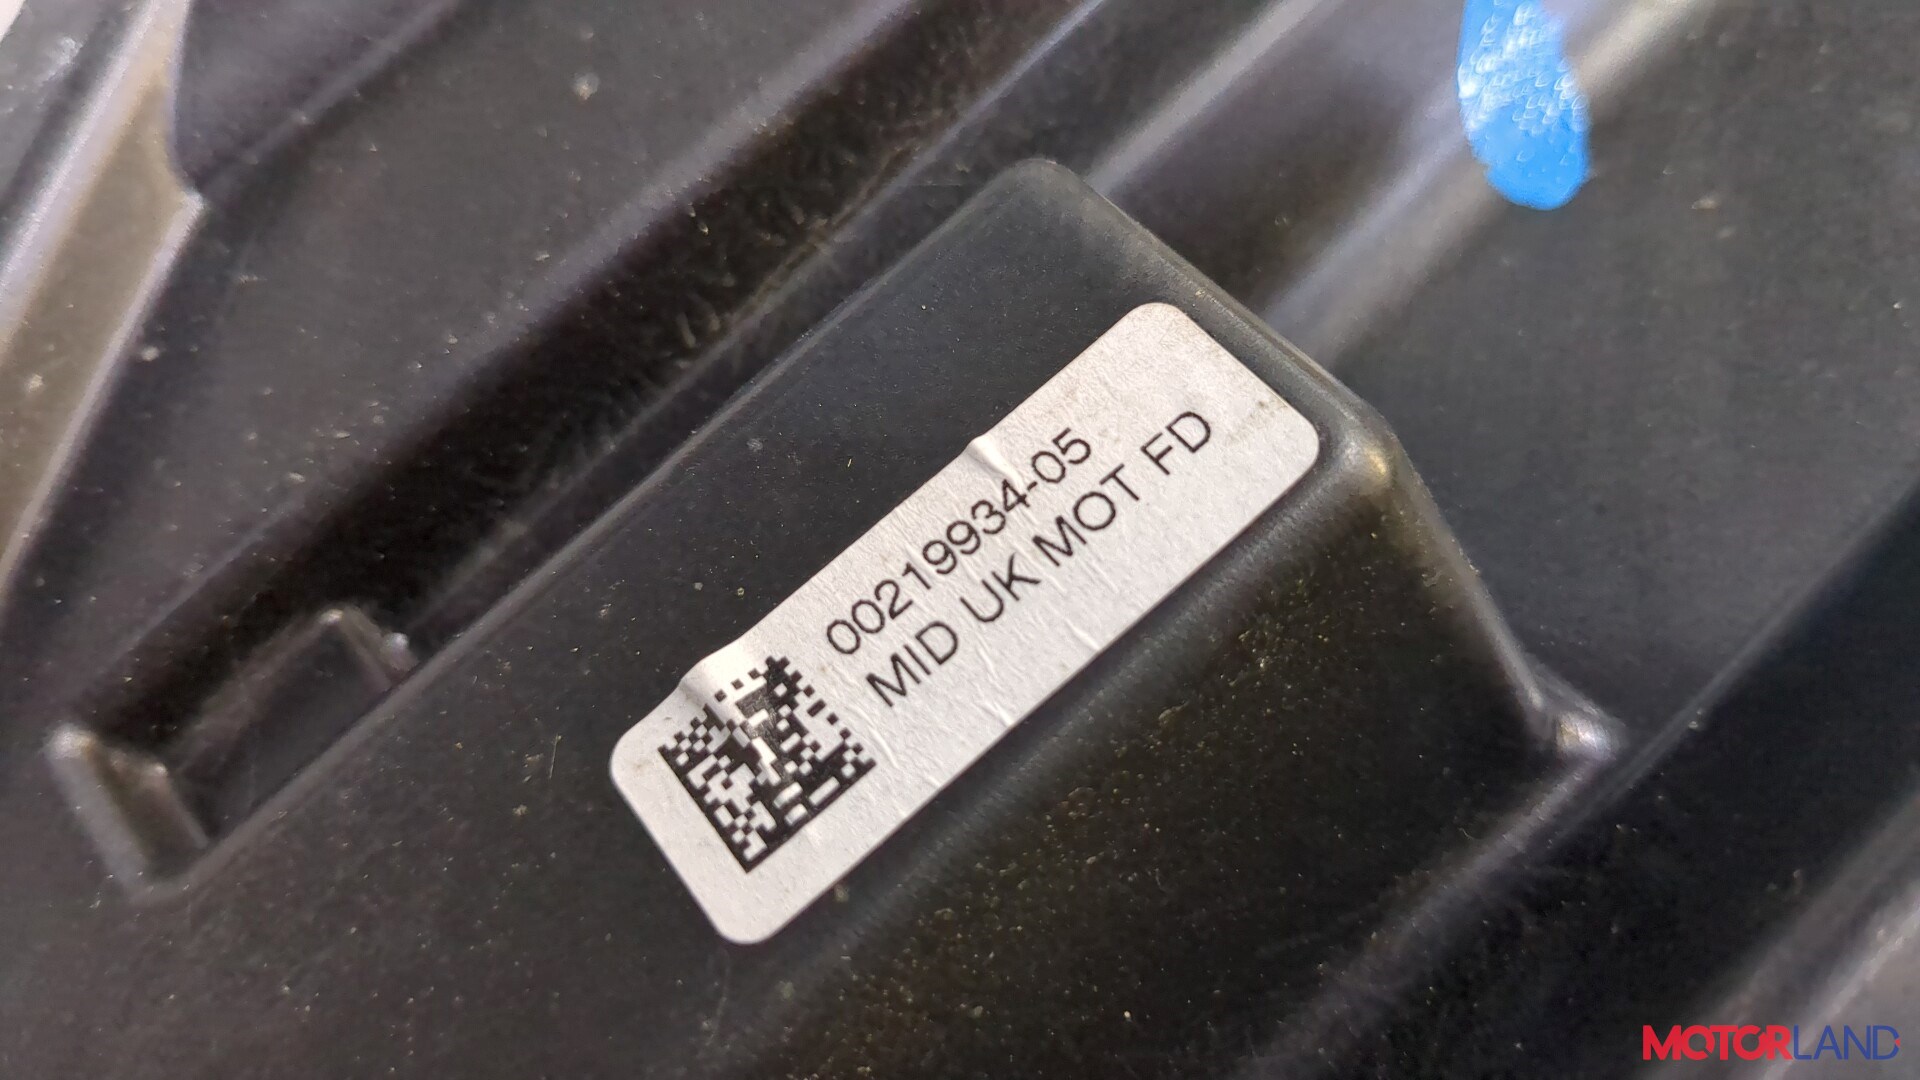 00219934-05
MID UK MOT FD
MOTORLAND